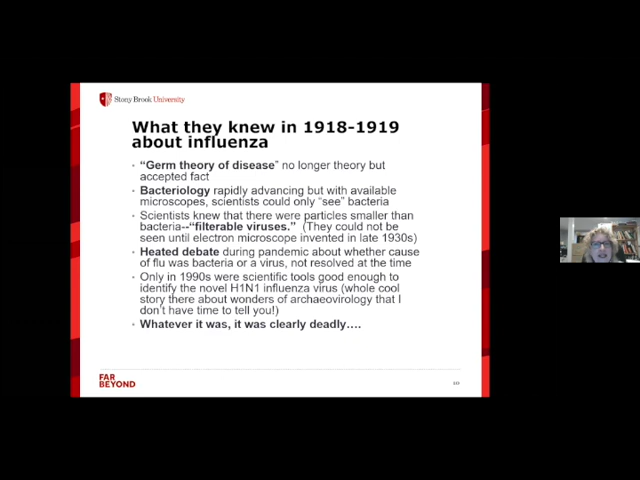 Stony Brook University
What they knew in 1918-1919
about influenza
• “Germ theory of disease” no longer theory but
accepted fact
• Bacteriology rapidly advancing but with available
microscopes, scientists could only “see” bacteria
• Scientists knew that there were particles smaller than
bacteria--“filterable viruses.” (They could not be
seen until electron microscope invented in late 1930s)
• Heated debate during pandemic about whether cause
of flu was bacteria or a virus, not resolved at the time
• Only in 1990s were scientific tools good enough to
identify the novel H1N1 influenza virus (whole cool
story there about wonders of archaeovirology that I
don’t have time to tell you!)
• Whatever it was, it was clearly deadly….
FAR
BEYOND